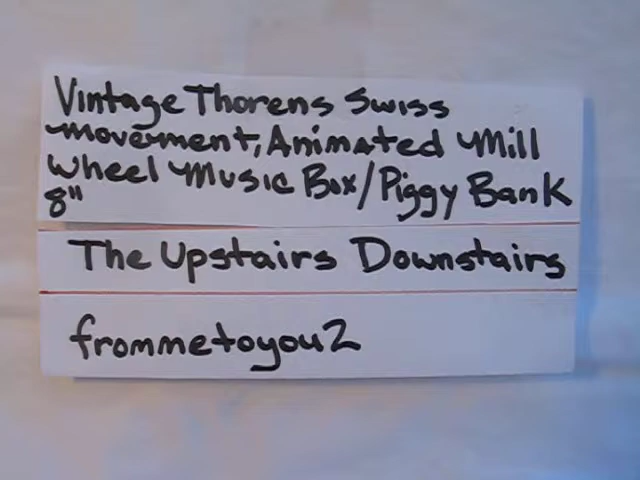 Vintage Thorens Swiss
Movement, Animated Mill
Wheel Music Box/Piggy Bank
8"
The Upstairs Downstairs
frommetoyou2